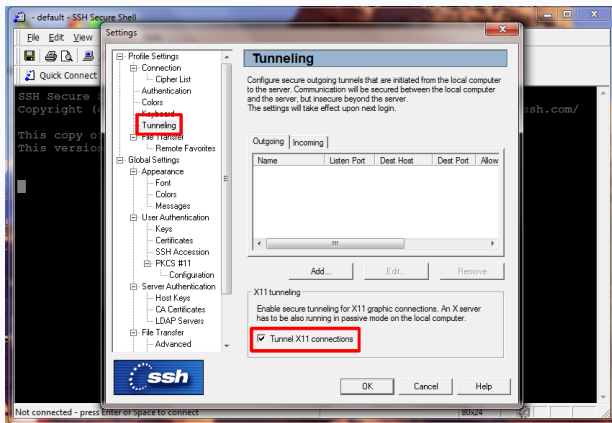 - default - SSH Secure Shell
File Edit View
Quick Connect
SSH Secure S
Copyright (c
ssh.com/
This copy o
This version
Not connected - press Enter or Space to connect
80x24
Settings
Profile Settings
Connection
Cipher List
Authentication
Colors
Keyboard
Tunneling
File Transfer
Remote Favorites
Global Settings
Appearance
Font
Colors
Messages
User Authentication
Keys
Certificates
SSH Accession
PKCS #11
Configuration
Server Authentication
Host Keys
CA Certificates
LDAP Servers
File Transfer
Advanced
ssh
Tunneling
Configure secure outgoing tunnels that are initiated from the local computer
to the server. Communication will be secured between the local computer
and the server, but insecure beyond the server.
The settings will take effect upon next login.
Outgoing Incoming
Name Listen Port Dest Host Dest Port Allow
Add... Edit... Remove
X11 tunneling
Enable secure tunneling for X11 graphic connections. An X server
has to be also running in passive mode on the local computer.
Tunnel X11 connections
OK Cancel Help